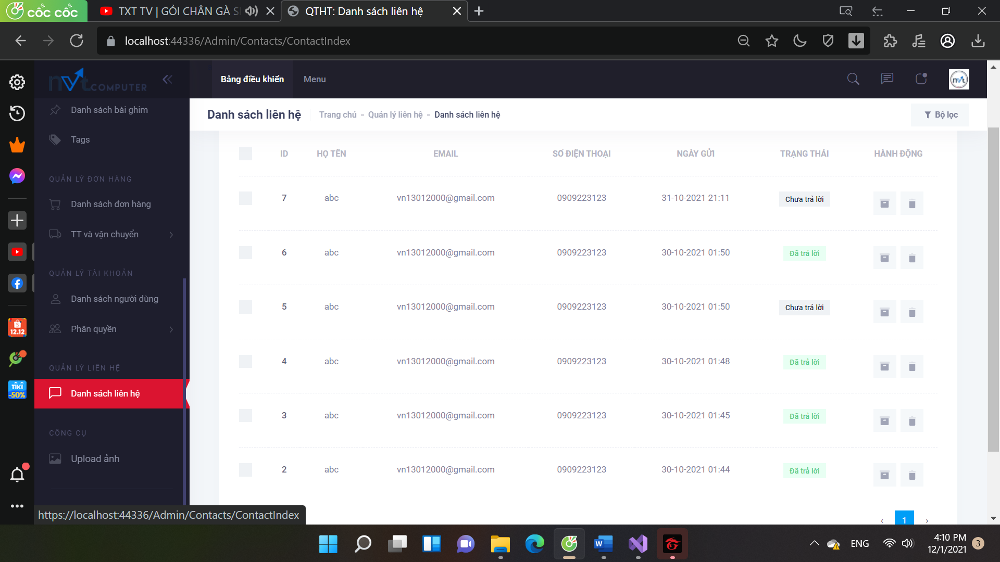 cốc cốc
TXT TV | GỎI CHÂN GÀ S
QTHT: Danh sách liên hệ
localhost:44336/Admin/Contacts/ContactIndex
nvt COMPUTER
Bảng điều khiển
Menu
nvt
Danh sách bài ghim
Tags
QUẢN LÝ ĐƠN HÀNG
Danh sách đơn hàng
TT và vận chuyển
QUẢN LÝ TÀI KHOẢN
Danh sách người dùng
Phân quyền
QUẢN LÝ LIÊN HỆ
Danh sách liên hệ
CÔNG CỤ
Upload ảnh
12.12
TIKI
-50%
Danh sách liên hệ
Trang chủ - Quản lý liên hệ - Danh sách liên hệ
Bộ lọc
ID HỌ TÊN EMAIL SỐ ĐIỆN THOẠI NGÀY GỬI TRẠNG THÁI HÀNH ĐỘNG
7 abc vn13012000@gmail.com 0909223123 31-10-2021 21:11 Chưa trả lời
6 abc vn13012000@gmail.com 0909223123 30-10-2021 01:50 Đã trả lời
5 abc vn13012000@gmail.com 0909223123 30-10-2021 01:50 Chưa trả lời
4 abc vn13012000@gmail.com 0909223123 30-10-2021 01:48 Đã trả lời
3 abc vn13012000@gmail.com 0909223123 30-10-2021 01:45 Đã trả lời
2 abc vn13012000@gmail.com 0909223123 30-10-2021 01:44 Đã trả lời
‹ 1 ›
https://localhost:44336/Admin/Contacts/ContactIndex
W
ENG
4:10 PM
12/1/2021
3